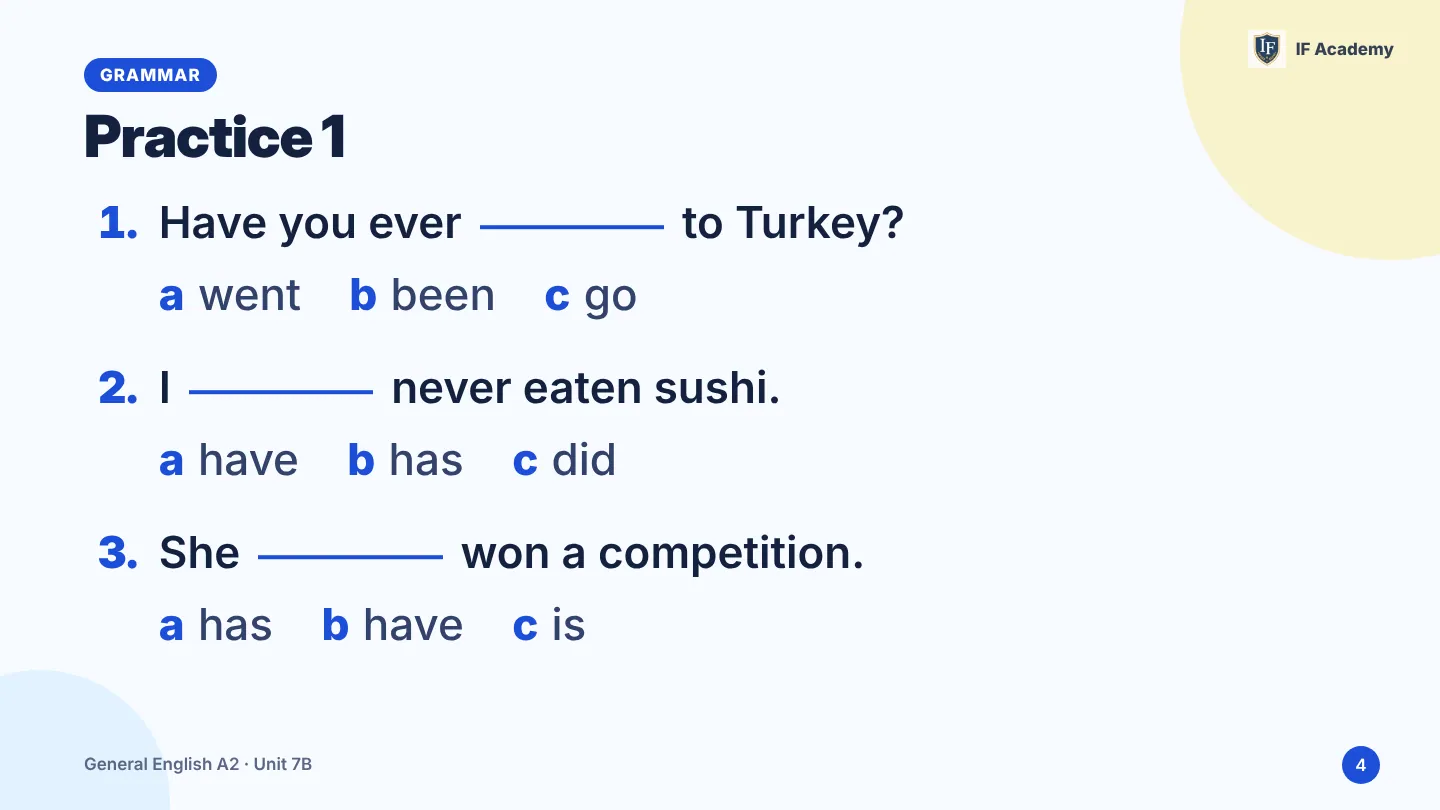 IF
IF Academy
GRAMMAR
Practice 1
1. Have you ever ________ to Turkey?
a went b been c go
2. I ________ never eaten sushi.
a have b has c did
3. She ________ won a competition.
a has b have c is
General English A2 · Unit 7B
4